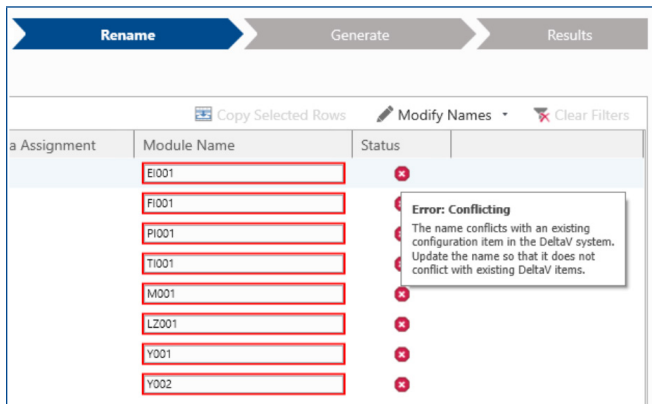 Rename
Generate
Results
Copy Selected Rows
Modify Names
Clear Filters
a Assignment
Module Name
Status
EI001
FI001
PI001
TI001
M001
LZ001
Y001
Y002
Error: Conflicting
The name conflicts with an existing
configuration item in the DeltaV system.
Update the name so that it does not
conflict with existing DeltaV items.